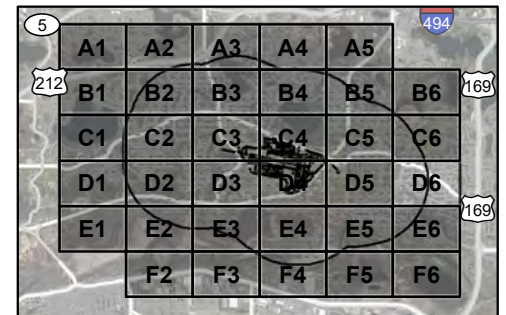 5
494
A1 A2 A3 A4 A5
212
B1 B2 B3 B4 B5 B6
169
C1 C2 C3 C4 C5 C6
D1 D2 D3 D4 D5 D6
169
E1 E2 E3 E4 E5 E6
F2 F3 F4 F5 F6